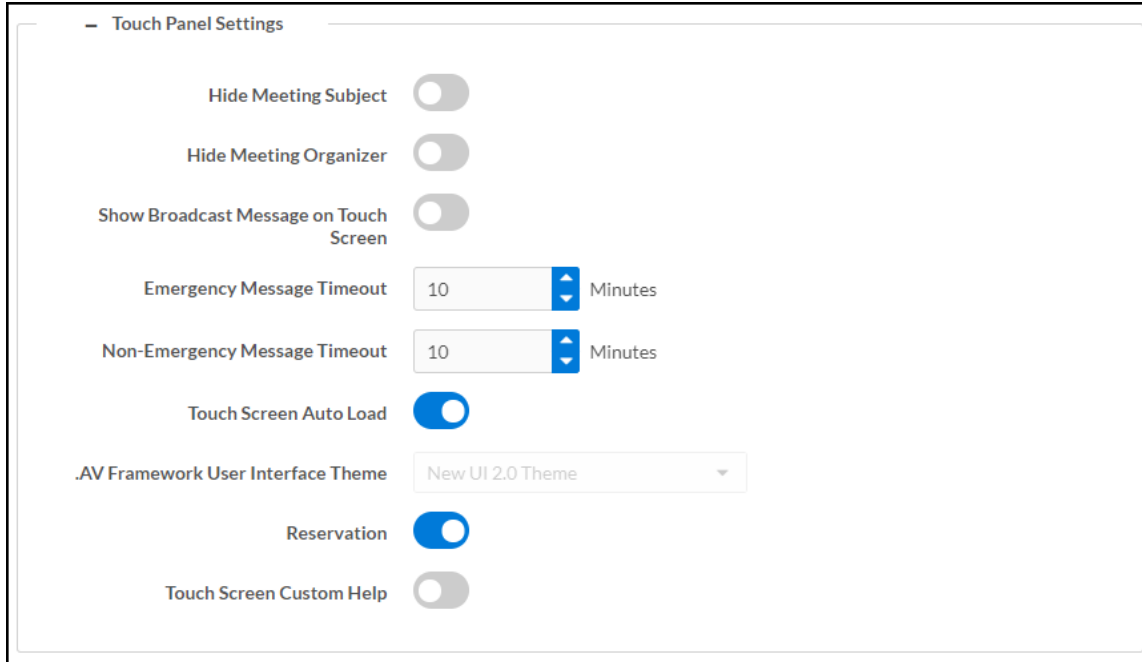 Touch Panel Settings
Hide Meeting Subject
Hide Meeting Organizer
Show Broadcast Message on Touch
Screen
Emergency Message Timeout 10 Minutes
Non-Emergency Message Timeout 10 Minutes
Touch Screen Auto Load
.AV Framework User Interface Theme New UI 2.0 Theme
Reservation
Touch Screen Custom Help